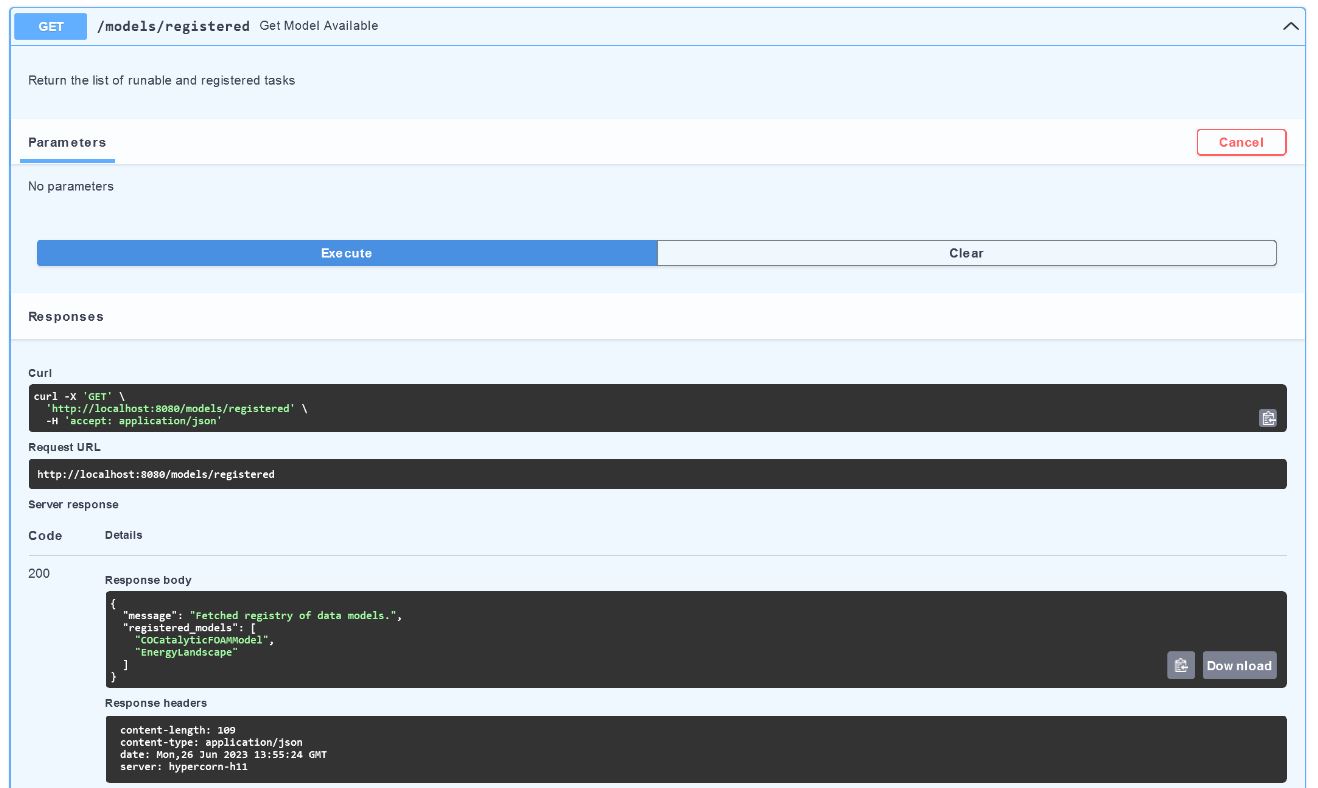 GET /models/registered Get Model Available
Return the list of runable and registered tasks
Parameters
Cancel
No parameters
Execute
Clear
Responses
Curl
curl -X 'GET' \
'http://localhost:8080/models/registered' \
-H 'accept: application/json'
Request URL
http://localhost:8080/models/registered
Server response
Code Details
200
Response body
{
"message": "Fetched registry of data models.",
"registered_models": [
"COCatalyticFOAMModel",
"EnergyLandscape"
]
}
Download
Response headers
content-length: 109
content-type: application/json
date: Mon,26 Jun 2023 13:55:24 GMT
server: hypercorn-h11